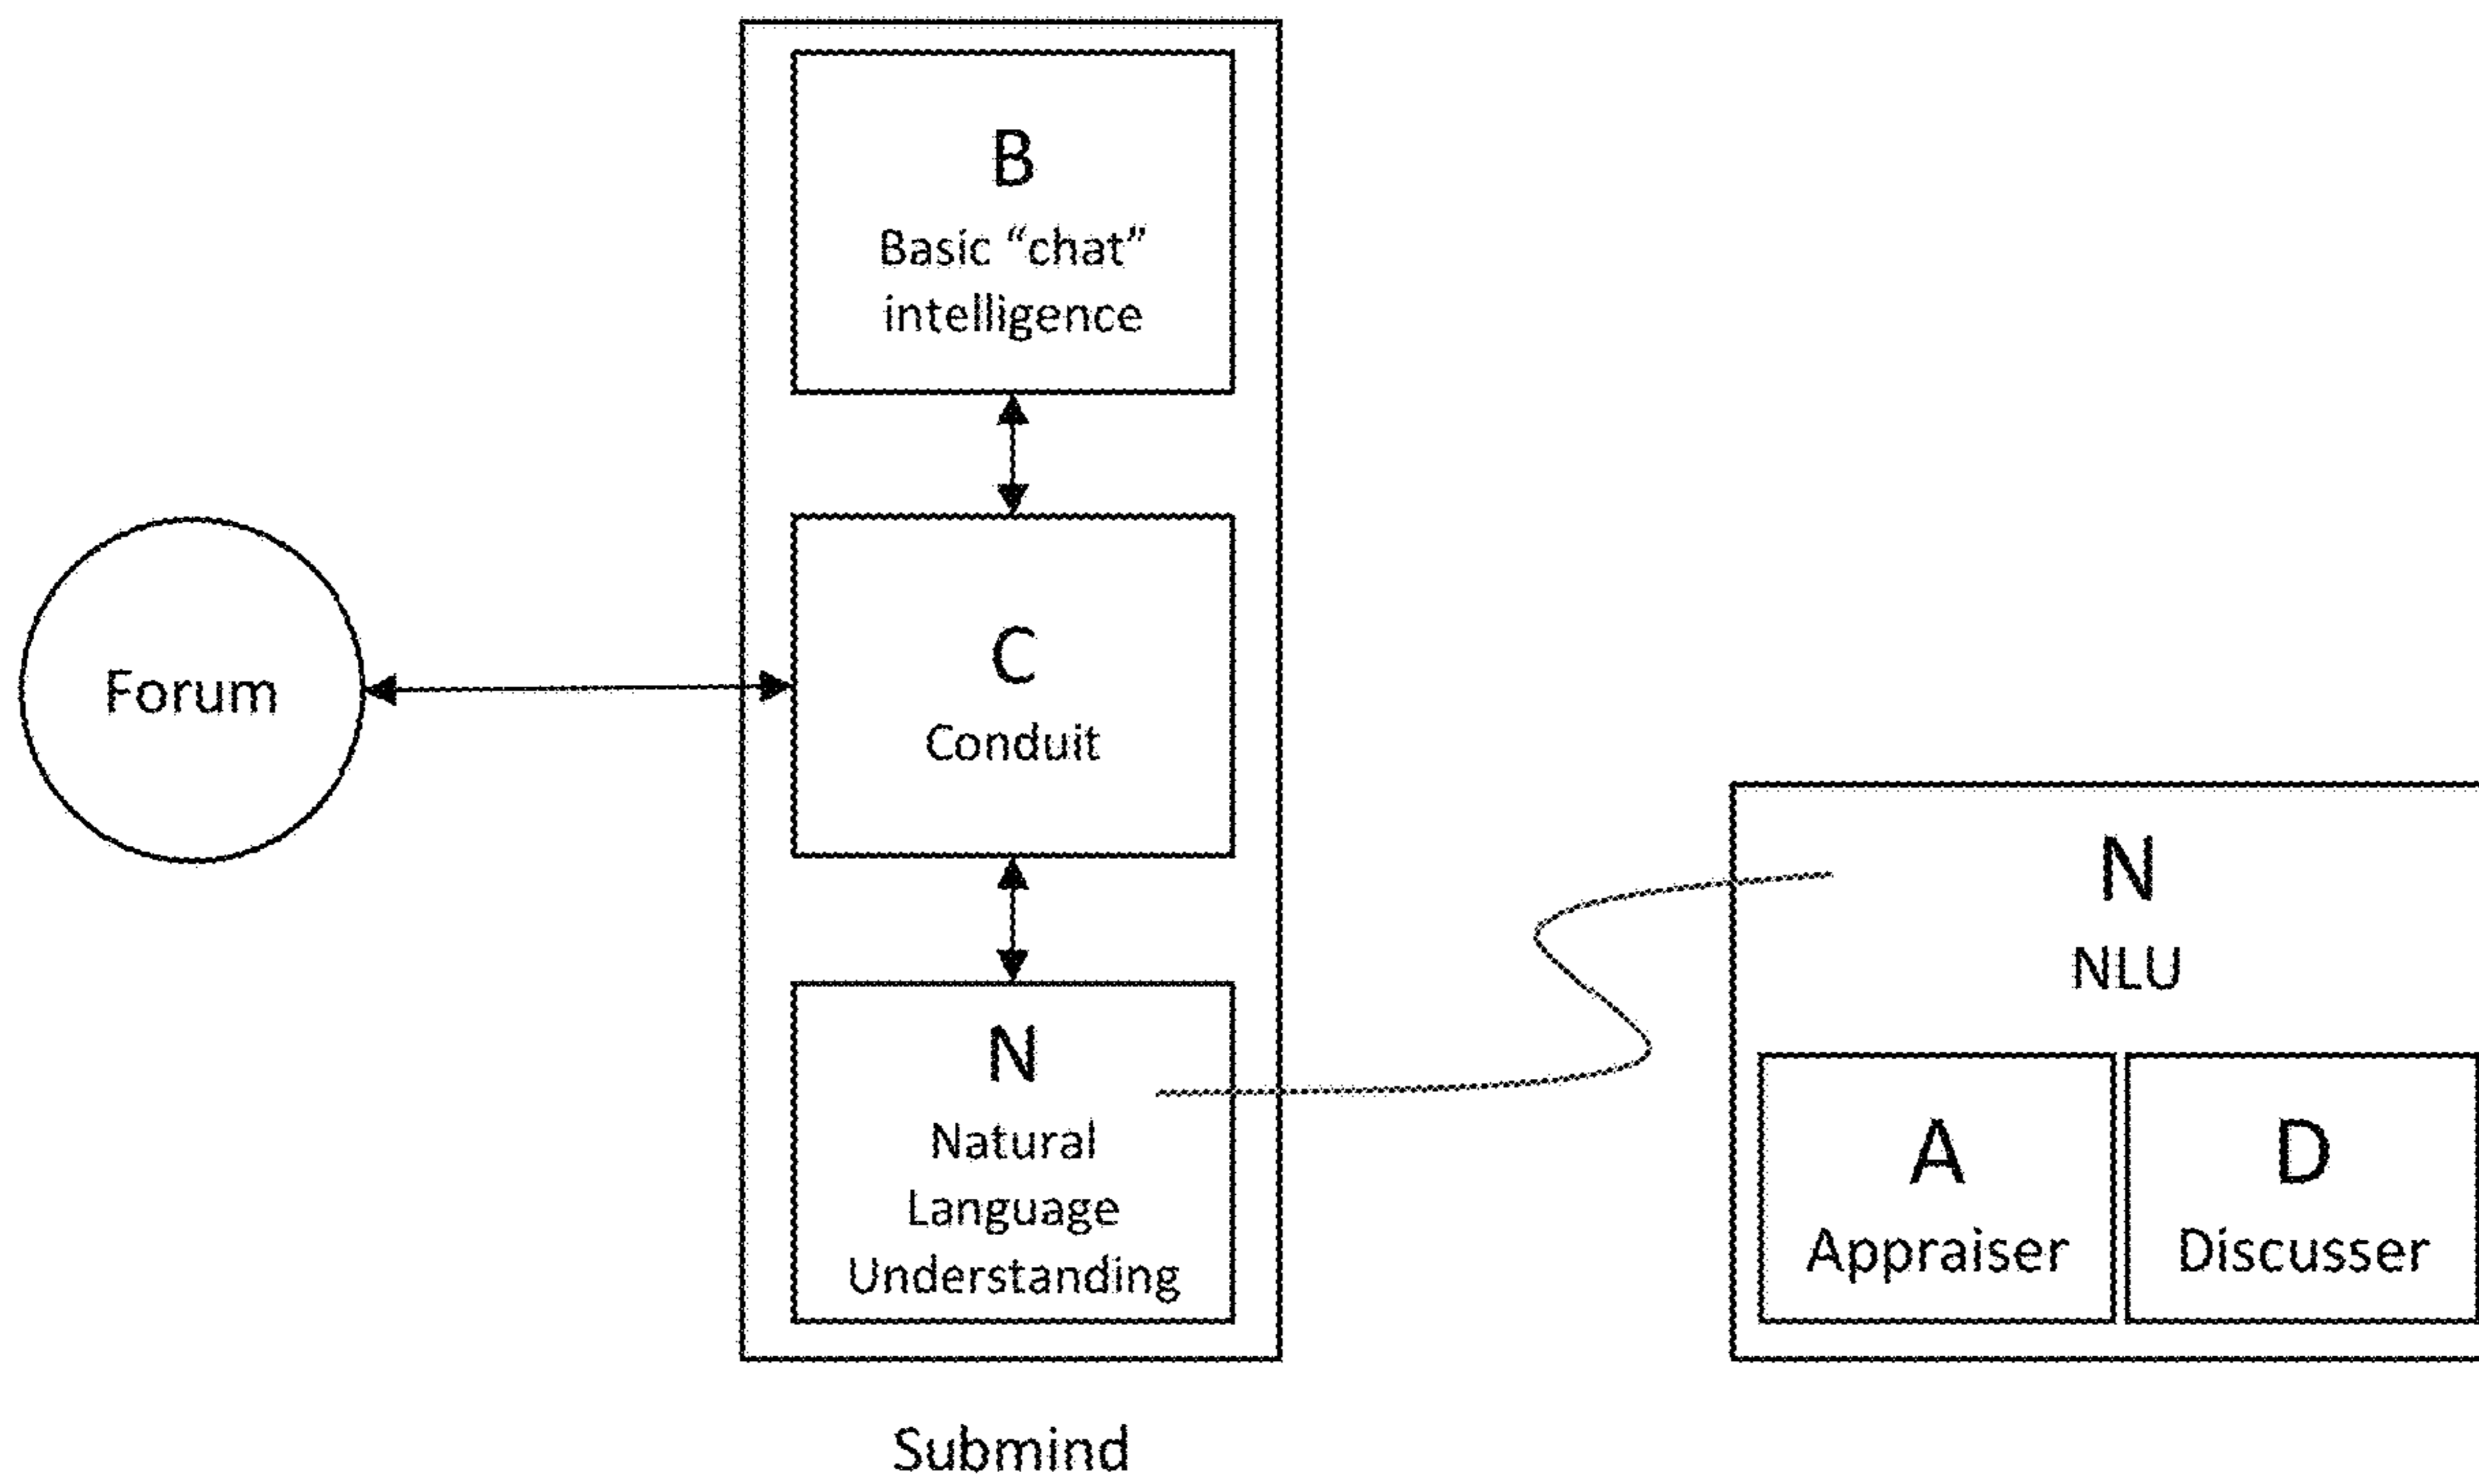 B
Basic “chat”
intelligence
Forum
C
Conduit
N
Natural
Language
Understanding
Submind
N
NLU
A
Appraiser
D
Discusser